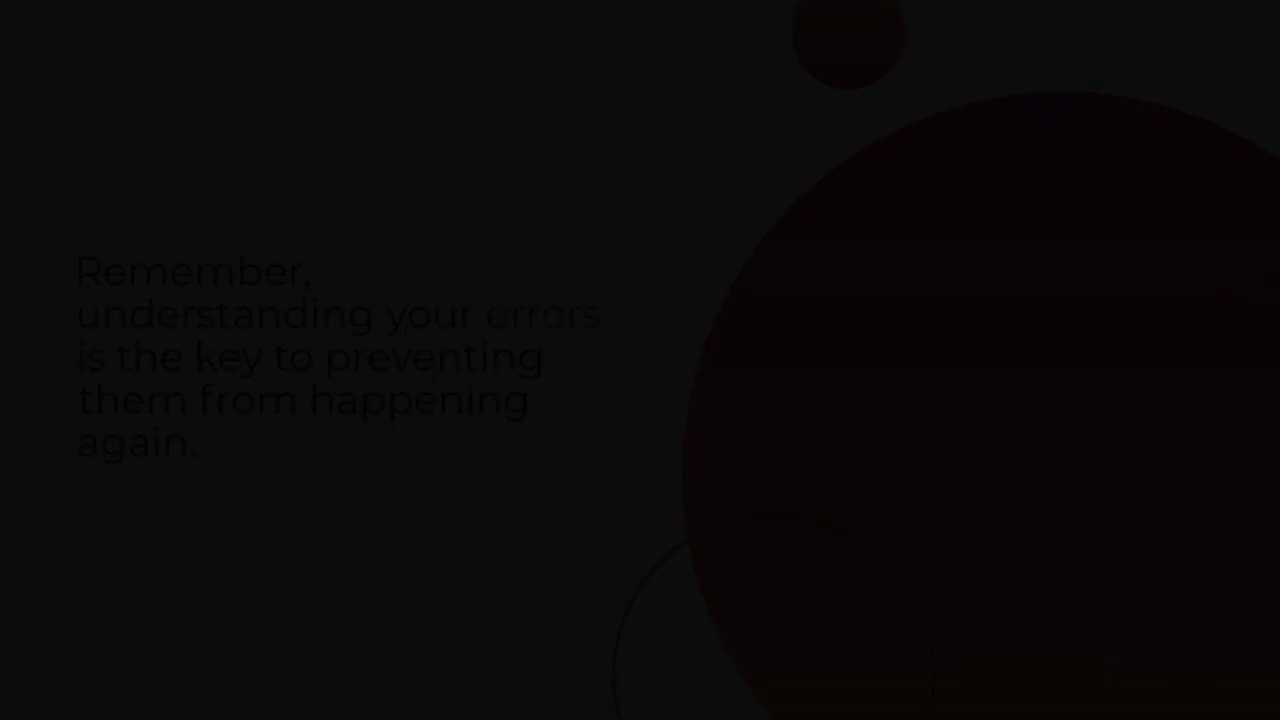 Remember,
understanding your errors
is the key to preventing
them from happening
again.